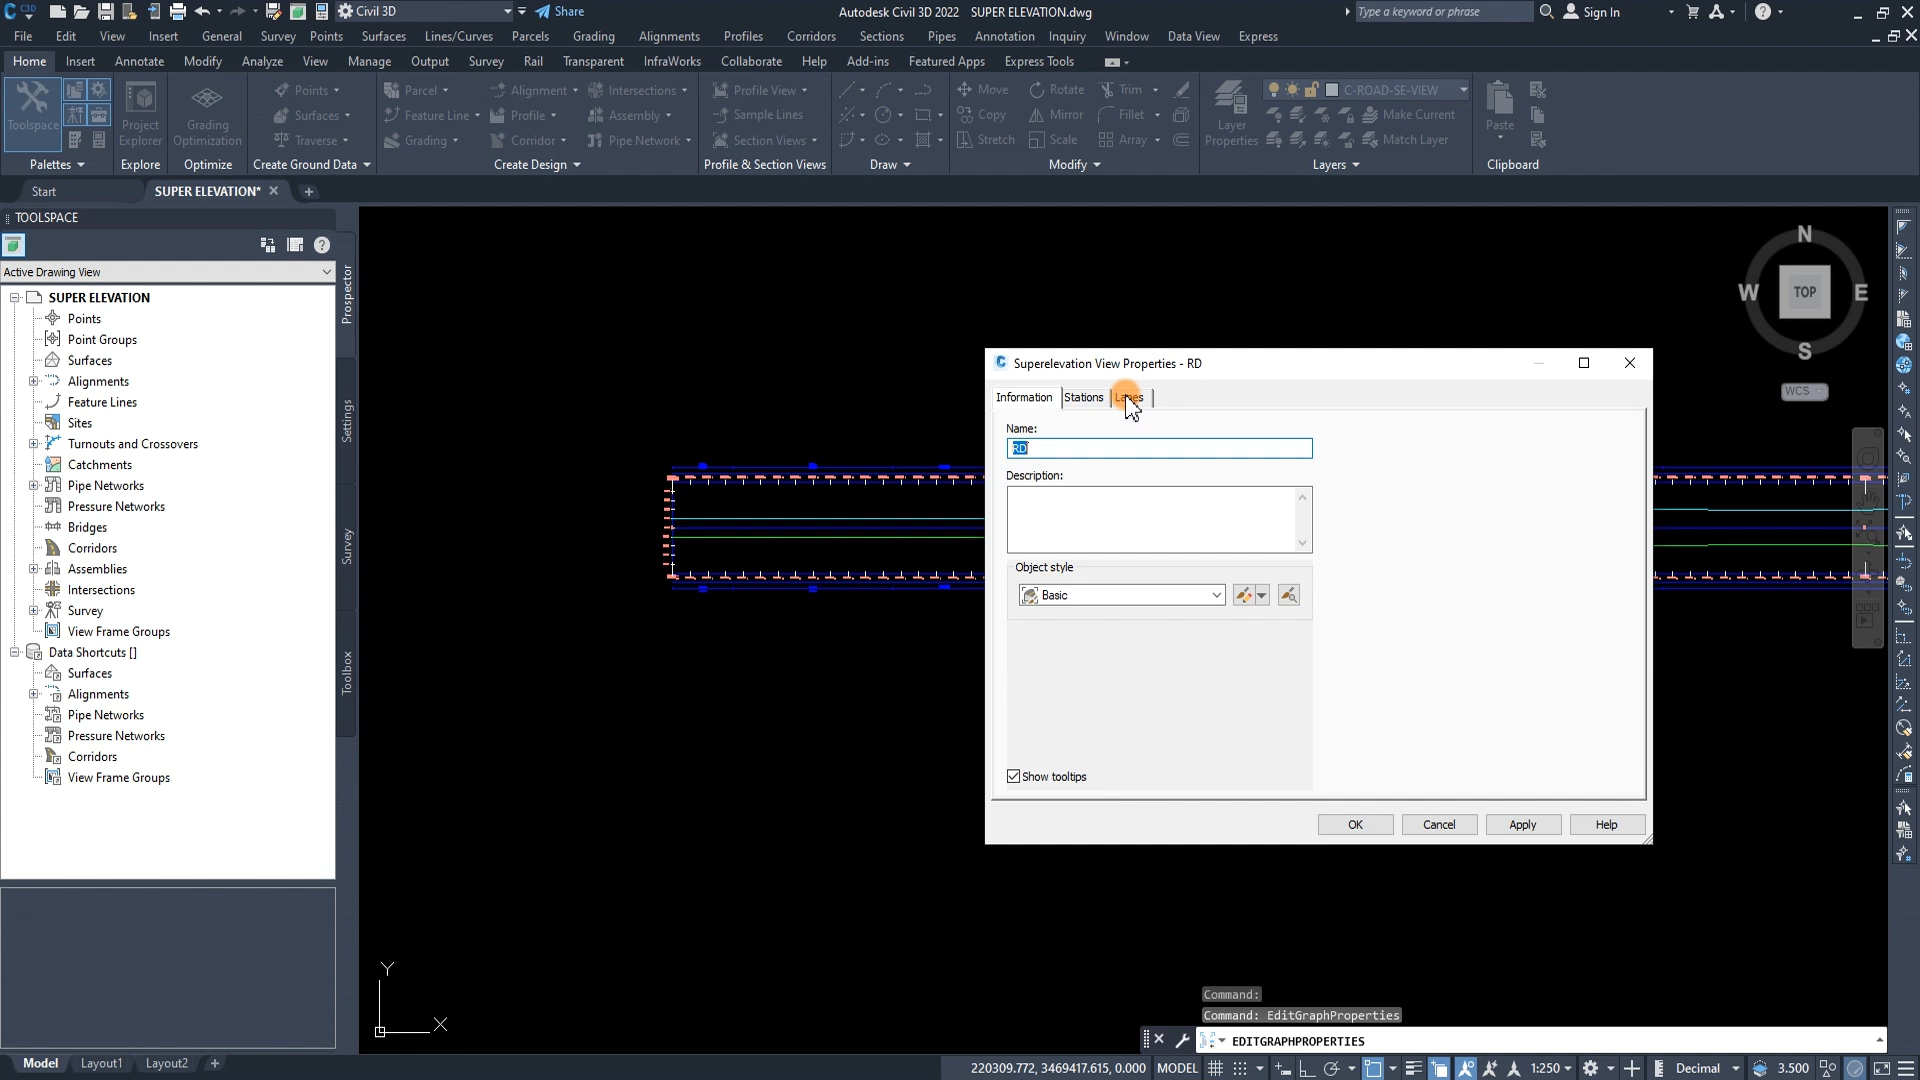 C3D Civil 3D Share Autodesk Civil 3D 2022 SUPER ELEVATION.dwg Type a keyword or phrase Sign In
File Edit View Insert General Survey Points Surfaces Lines/Curves Parcels Grading Alignments Profiles Corridors Sections Pipes Annotation Inquiry Window Data View Express
Home Insert Annotate Modify Analyze View Manage Output Survey Rail Transparent InfraWorks Collaborate Help Add-ins Featured Apps Express Tools
Points Parcel Alignment Intersections Profile View Move Rotate Trim C-ROAD-SE-VIEW
Surfaces Feature Line Profile Assembly Sample Lines Copy Mirror Fillet Make Current
Toolspace Project Explorer Grading Optimization Traverse Grading Corridor Pipe Network Section Views Stretch Scale Array Layer Properties Match Layer Paste
Palettes Explore Optimize Create Ground Data Create Design Profile & Section Views Draw Modify Layers Clipboard
Start SUPER ELEVATION*
TOOLSPACE
Active Drawing View
Prospector
Settings
Survey
Toolbox
SUPER ELEVATION
Points
Point Groups
Surfaces
Alignments
Feature Lines
Sites
Turnouts and Crossovers
Catchments
Pipe Networks
Pressure Networks
Bridges
Corridors
Assemblies
Intersections
Survey
View Frame Groups
Data Shortcuts []
Surfaces
Alignments
Pipe Networks
Pressure Networks
Corridors
View Frame Groups
N
W TOP E
S
WCS
Superelevation View Properties - RD
Information Stations Lanes
Name:
RD
Description:
Object style
Basic
Show tooltips
OK Cancel Apply Help
Y
X
Command:
Command: EditGraphProperties
EDITGRAPHPROPERTIES
Model Layout1 Layout2 220309.772, 3469417.615, 0.000 MODEL 1:250 Decimal 3.500